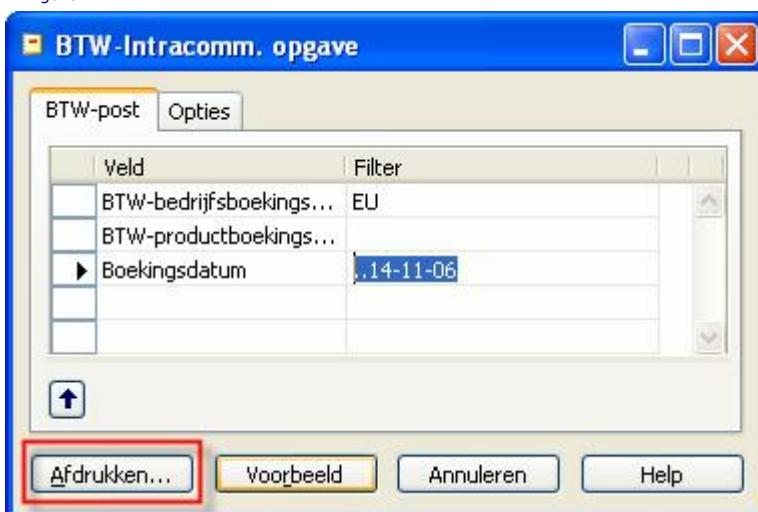 BTW-Intracomm. opgave
BTW-post Opties
Veld Filter
BTW-bedrijfsboekings... EU
BTW-productboekings...
Boekingsdatum ..14-11-06
Afdrukken... Voorbeeld Annuleren Help